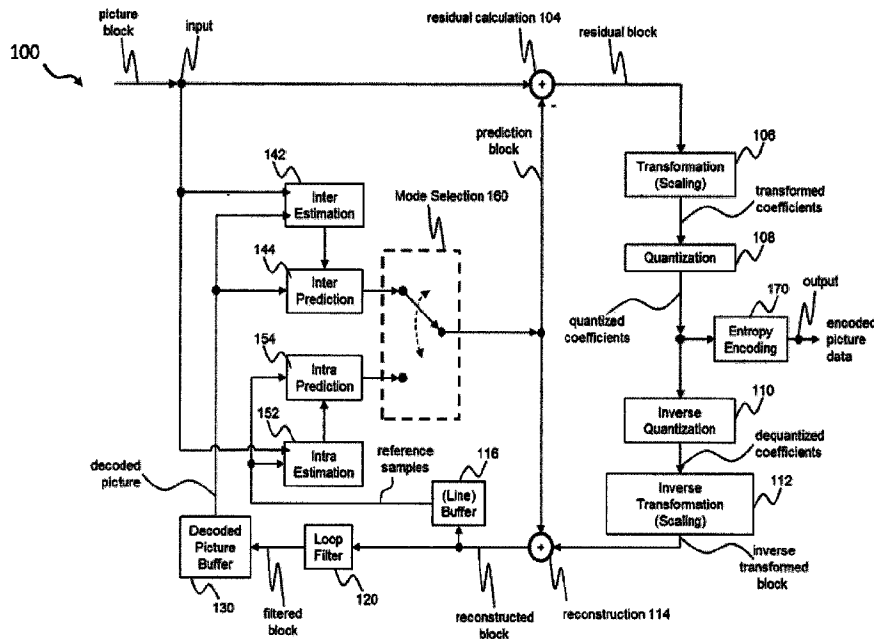 picture
block
input
residual calculation 104
residual block
100
prediction
block
106
Transformation
(Scaling)
142
Inter
Estimation
Mode Selection 160
transformed
coefficients
108
Quantization
144
Inter
Prediction
170
output
quantized
coefficients
Entropy
Encoding
encoded
picture
data
154
Intra
Prediction
110
Inverse
Quantization
152
Intra Estimation
reference
samples
116
(Line)
Buffer
dequantized
coefficients
decoded
picture
112
Inverse
Transformation
(Scaling)
Decoded
Picture
Buffer
Loop
Filter
+
+
-
130
filtered
block
120
reconstructed
block
reconstruction 114
inverse
transformed
block